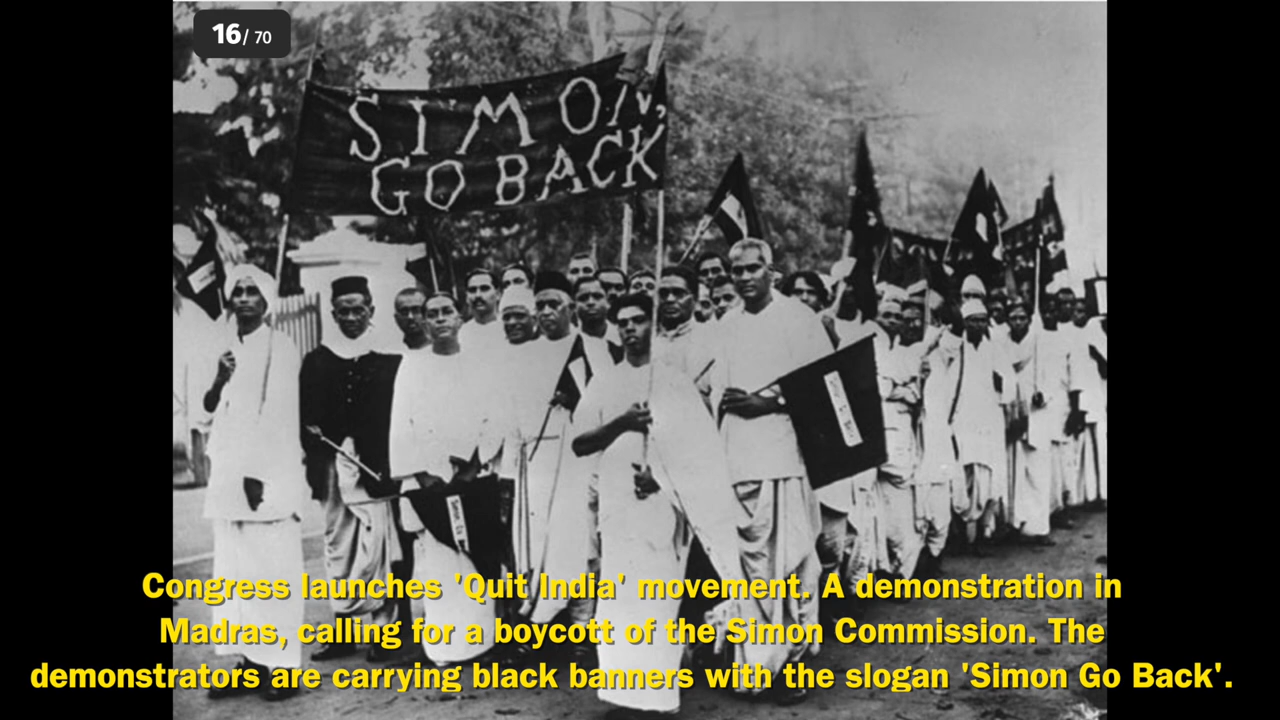 16/ 70
SIMON,
GO BACK
Congress launches 'Quit India' movement. A demonstration in
Madras, calling for a boycott of the Simon Commission. The
demonstrators are carrying black banners with the slogan 'Simon Go Back'.